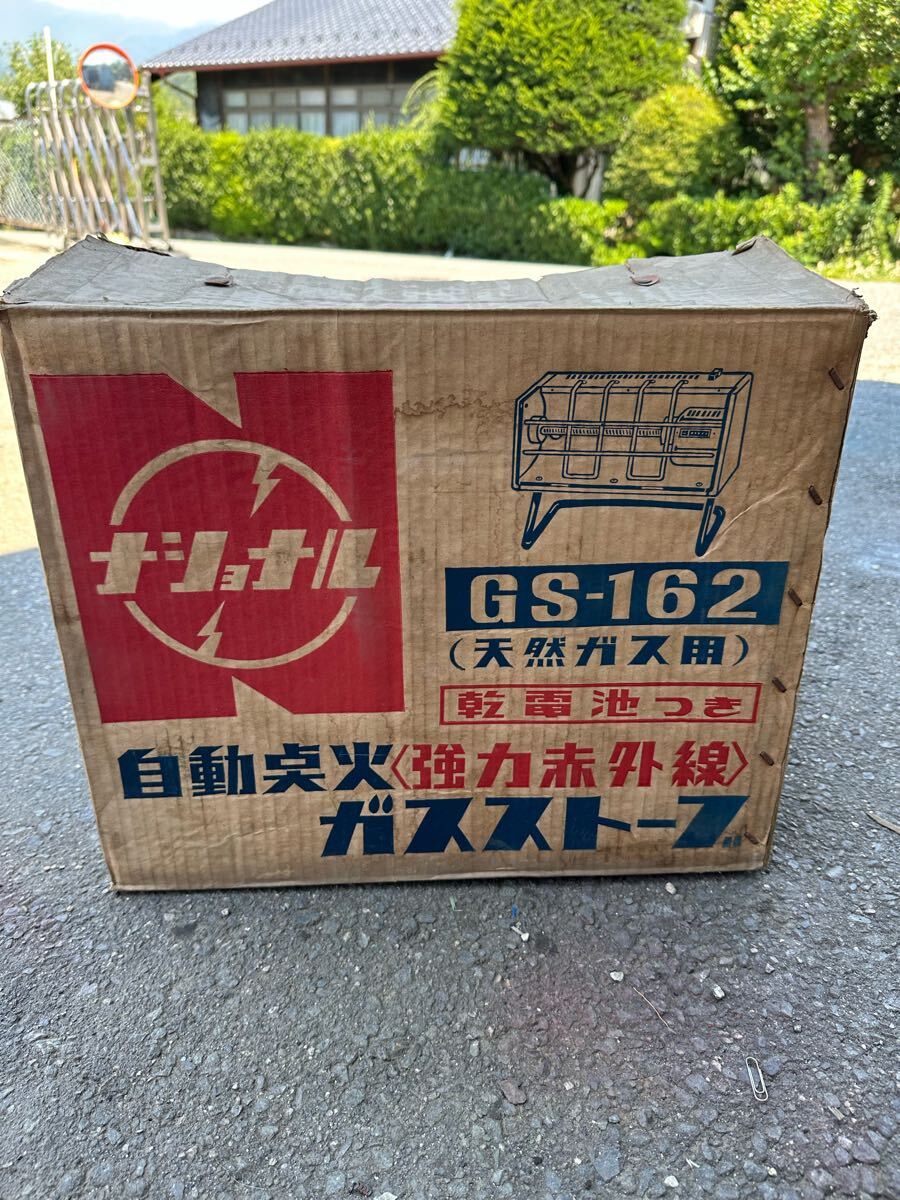 ナショナル
GS-162
(天然ガス用)
乾電池つき
自動点火〈強力赤外線〉
ガスストーブ